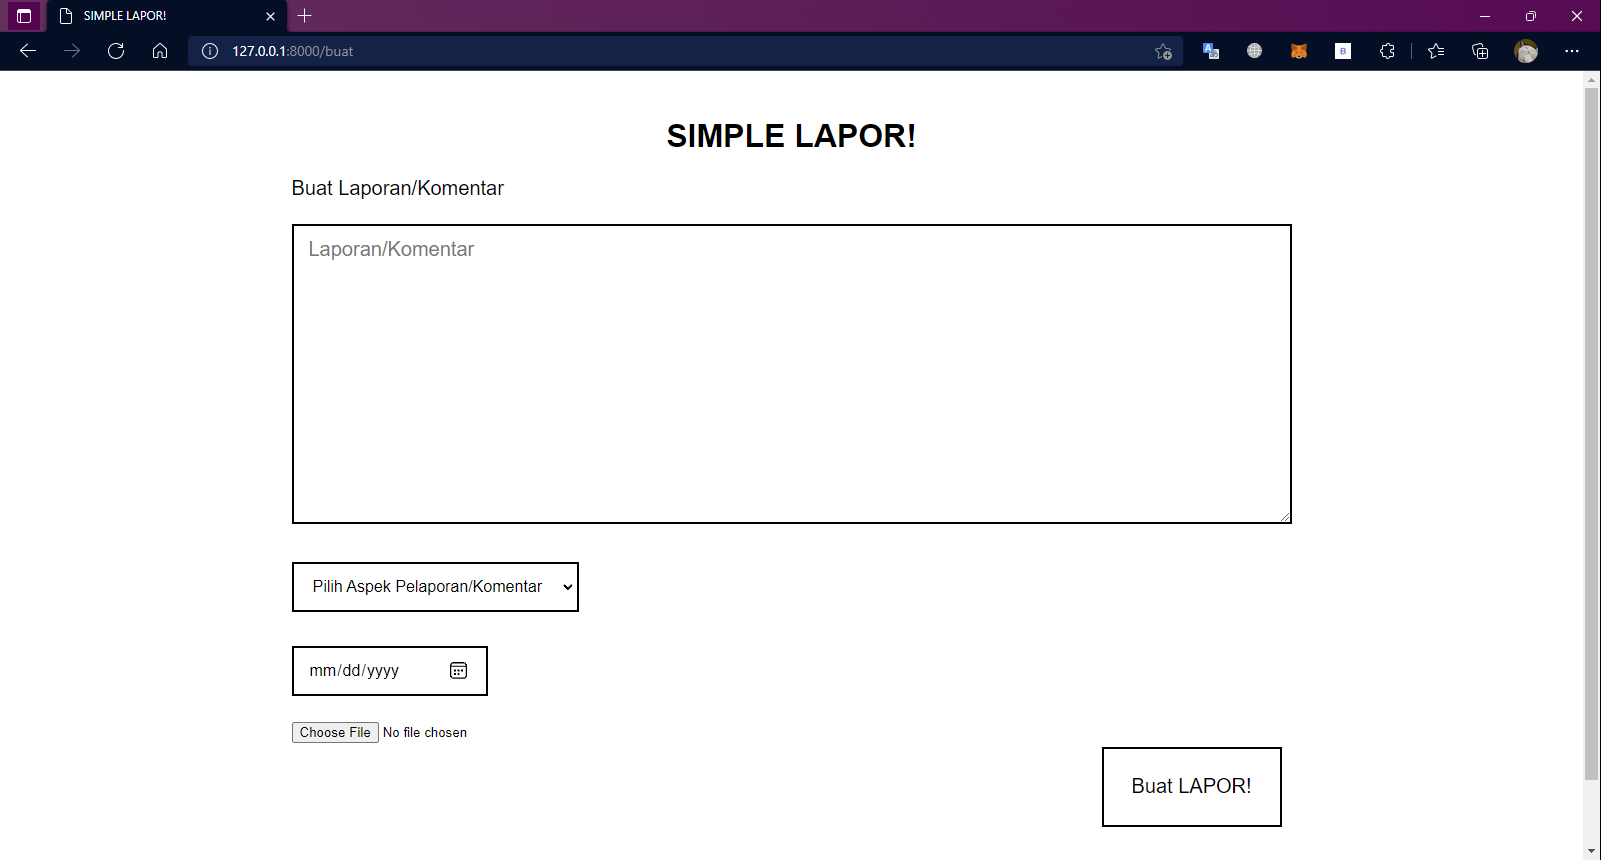 SIMPLE LAPOR!
127.0.0.1:8000/buat
SIMPLE LAPOR!
Buat Laporan/Komentar
Laporan/Komentar
Pilih Aspek Pelaporan/Komentar
mm/dd/yyyy
Choose File No file chosen
Buat LAPOR!